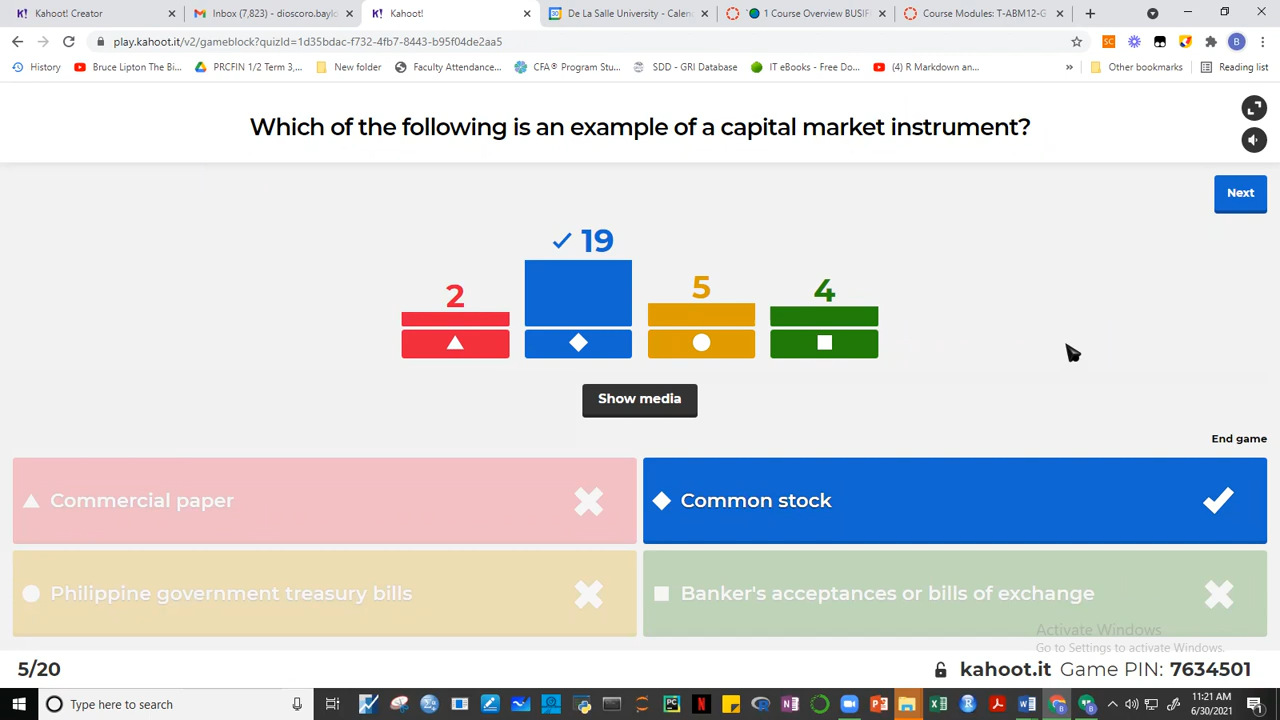 Kahoot! Creator
Inbox (7,823) - dioscoro.bayld
Kahoot!
De La Salle University - Calen
1 Course Overview BUSIF
Course Modules: T-ABM12-G
play.kahoot.it/v2/gameblock?quizId=1d35bdac-f732-4fb7-8443-b95f04de2aa5
SC
B
History
Bruce Lipton The Bi...
PRCFIN 1/2 Term 3,...
New folder
Faculty Attendance...
CFA® Program Stu...
SDD - GRI Database
IT eBooks - Free Do...
(4) R Markdown an...
»
Other bookmarks
Reading list
Which of the following is an example of a capital market instrument?
Next
2
19
5
4
Show media
End game
Commercial paper
Common stock
Philippine government treasury bills
Banker's acceptances or bills of exchange
Activate Windows
Go to Settings to activate Windows.
5/20
kahoot.it Game PIN: 7634501
Type here to search
11:21 AM
6/30/2021